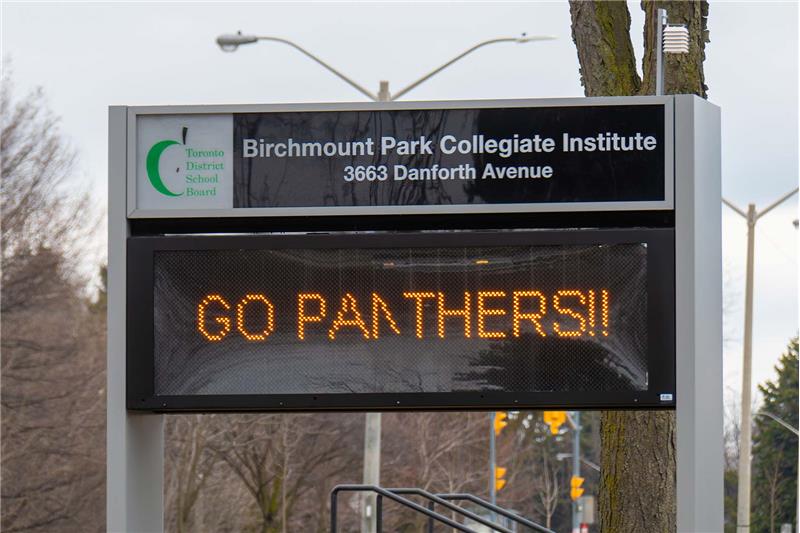 Toronto
District
School
Board
Birchmount Park Collegiate Institute
3663 Danforth Avenue
GO PANTHERS!!